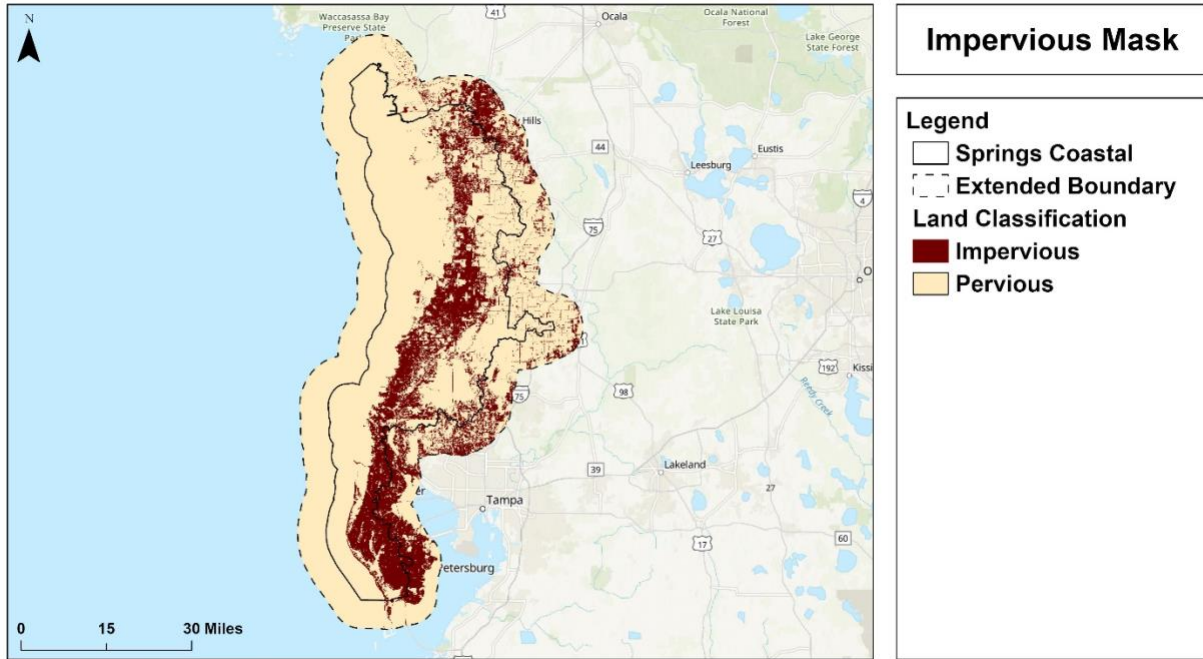 N
Waccasassa Bay
Preserve State
41
Ocala
Ocala National
Forest
Lake George
State Forest
Hills
44
Leesburg
Eustis
4
75
27
Lake Louisa
State Park
192
Kissi
Reedy Creek
75
98
Lakeland
39
27
Tampa
17
60
Petersburg
0 15 30 Miles
Impervious Mask
Legend
Springs Coastal
Extended Boundary
Land Classification
Impervious
Pervious